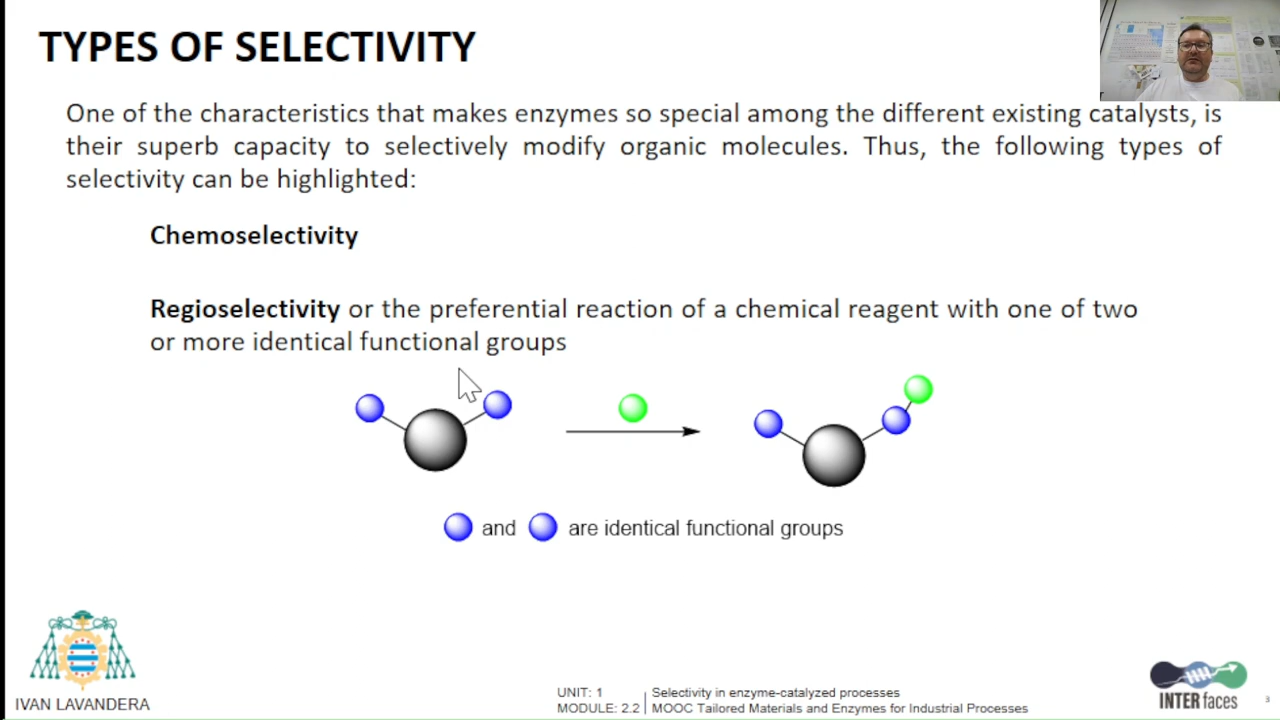 TYPES OF SELECTIVITY
One of the characteristics that makes enzymes so special among the different existing catalysts, is
their superb capacity to selectively modify organic molecules. Thus, the following types of
selectivity can be highlighted:
Chemoselectivity
Regioselectivity or the preferential reaction of a chemical reagent with one of two
or more identical functional groups
and are identical functional groups
IVAN LAVANDERA
UNIT: 1 Selectivity in enzyme-catalyzed processes
MODULE: 2.2 MOOC Tailored Materials and Enzymes for Industrial Processes
INTERfaces
3